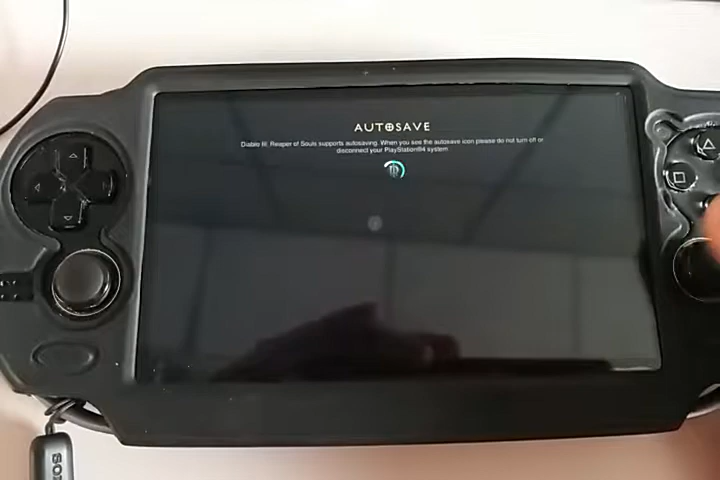 AUTOSAVE
Diablo III: Reaper of Souls supports autosaving. When you see the autosave icon please do not turn off or
disconnect your PlayStation®4 system
SONY